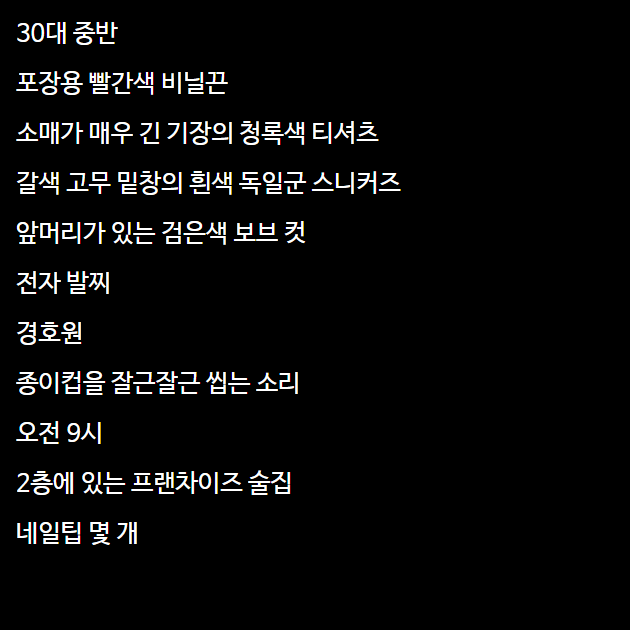 30대 중반
포장용 빨간색 비닐끈
소매가 매우 긴 기장의 청록색 티셔츠
갈색 고무 밑창의 흰색 독일군 스니커즈
앞머리가 있는 검은색 보브 컷
전자 발찌
경호원
종이컵을 잘근잘근 씹는 소리
오전 9시
2층에 있는 프랜차이즈 술집
네일팁 몇 개